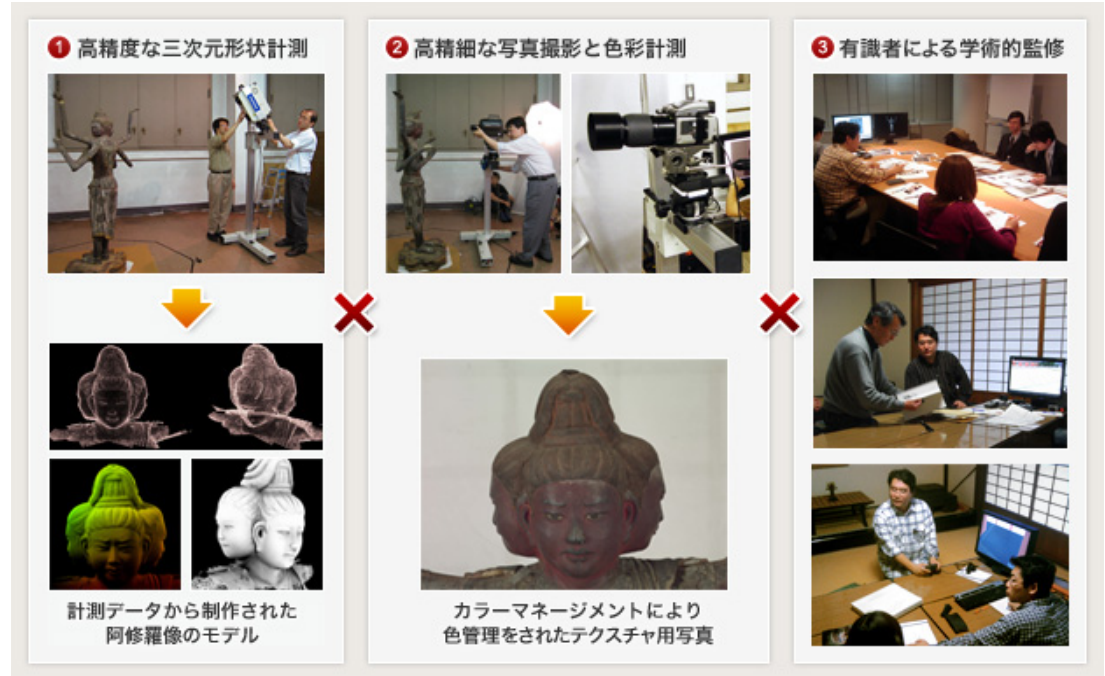 1 高精度な三次元形状計測
計測データから制作された
阿修羅像のモデル
2 高精細な写真撮影と色彩計測
カラーマネージメントにより
色管理をされたテクスチャ用写真
3 有識者による学術的監修